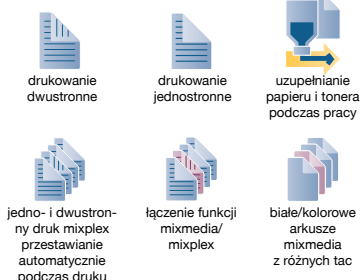 drukowanie
dwustronne
drukowanie
jednostronne
uzupełnianie
papieru i tonera
podczas pracy
jedno- i dwustron-
ny druk mixplex
przestawianie
automatycznie
podczas druku
łączenie funkcji
mixmedia/
mixplex
białe/kolorowe
arkusze
mixmedia
z różnych tac